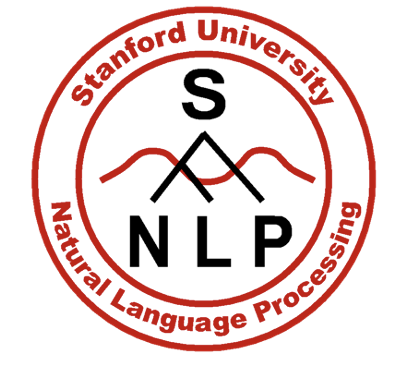 Stanford University
S
N L P
Natural Language Processing